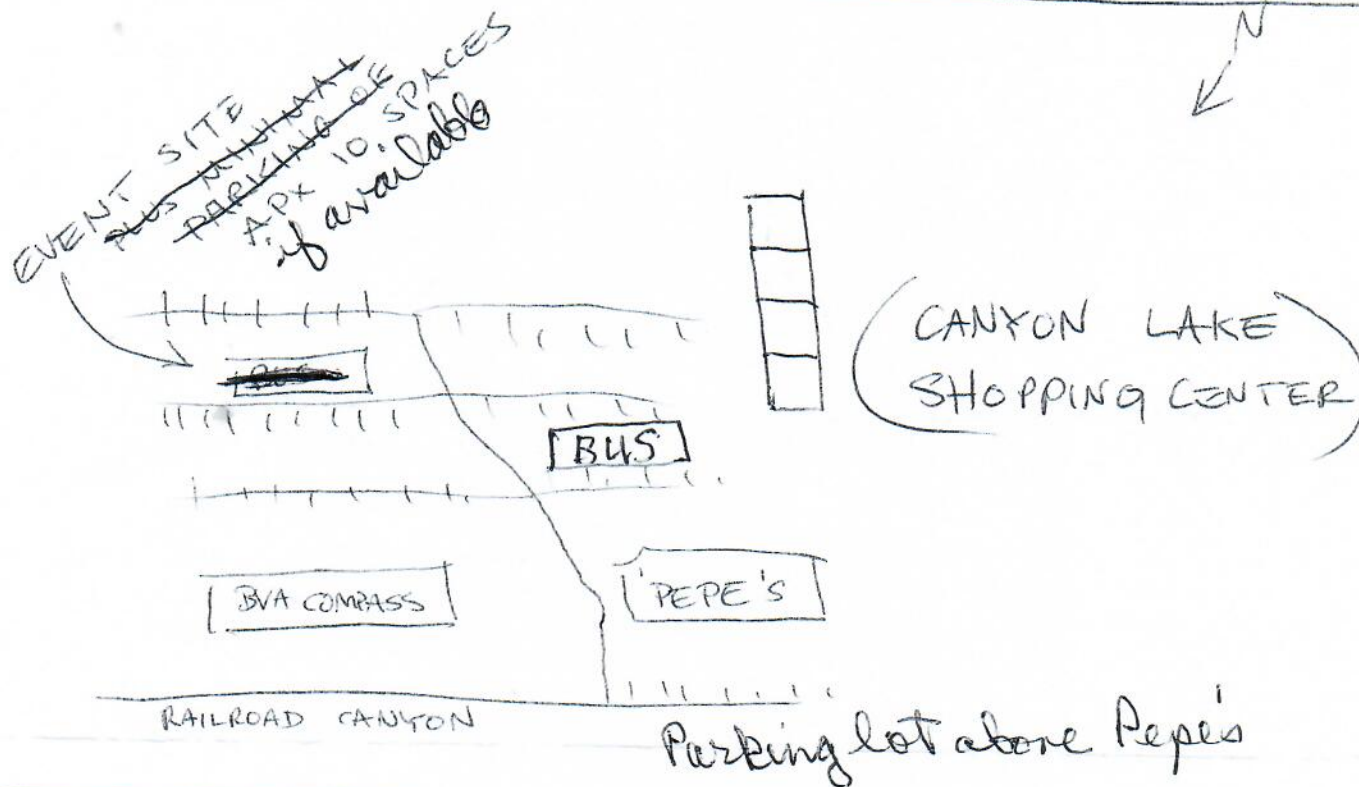 N
EVENT SITE
PLUS MINIMAL
PARKING OF
APX 10. SPACES
if available
CANYON LAKE
SHOPPING CENTER
BUS
BVA COMPASS
PEPE'S
RAILROAD CANYON
Parking lot above Pepe's